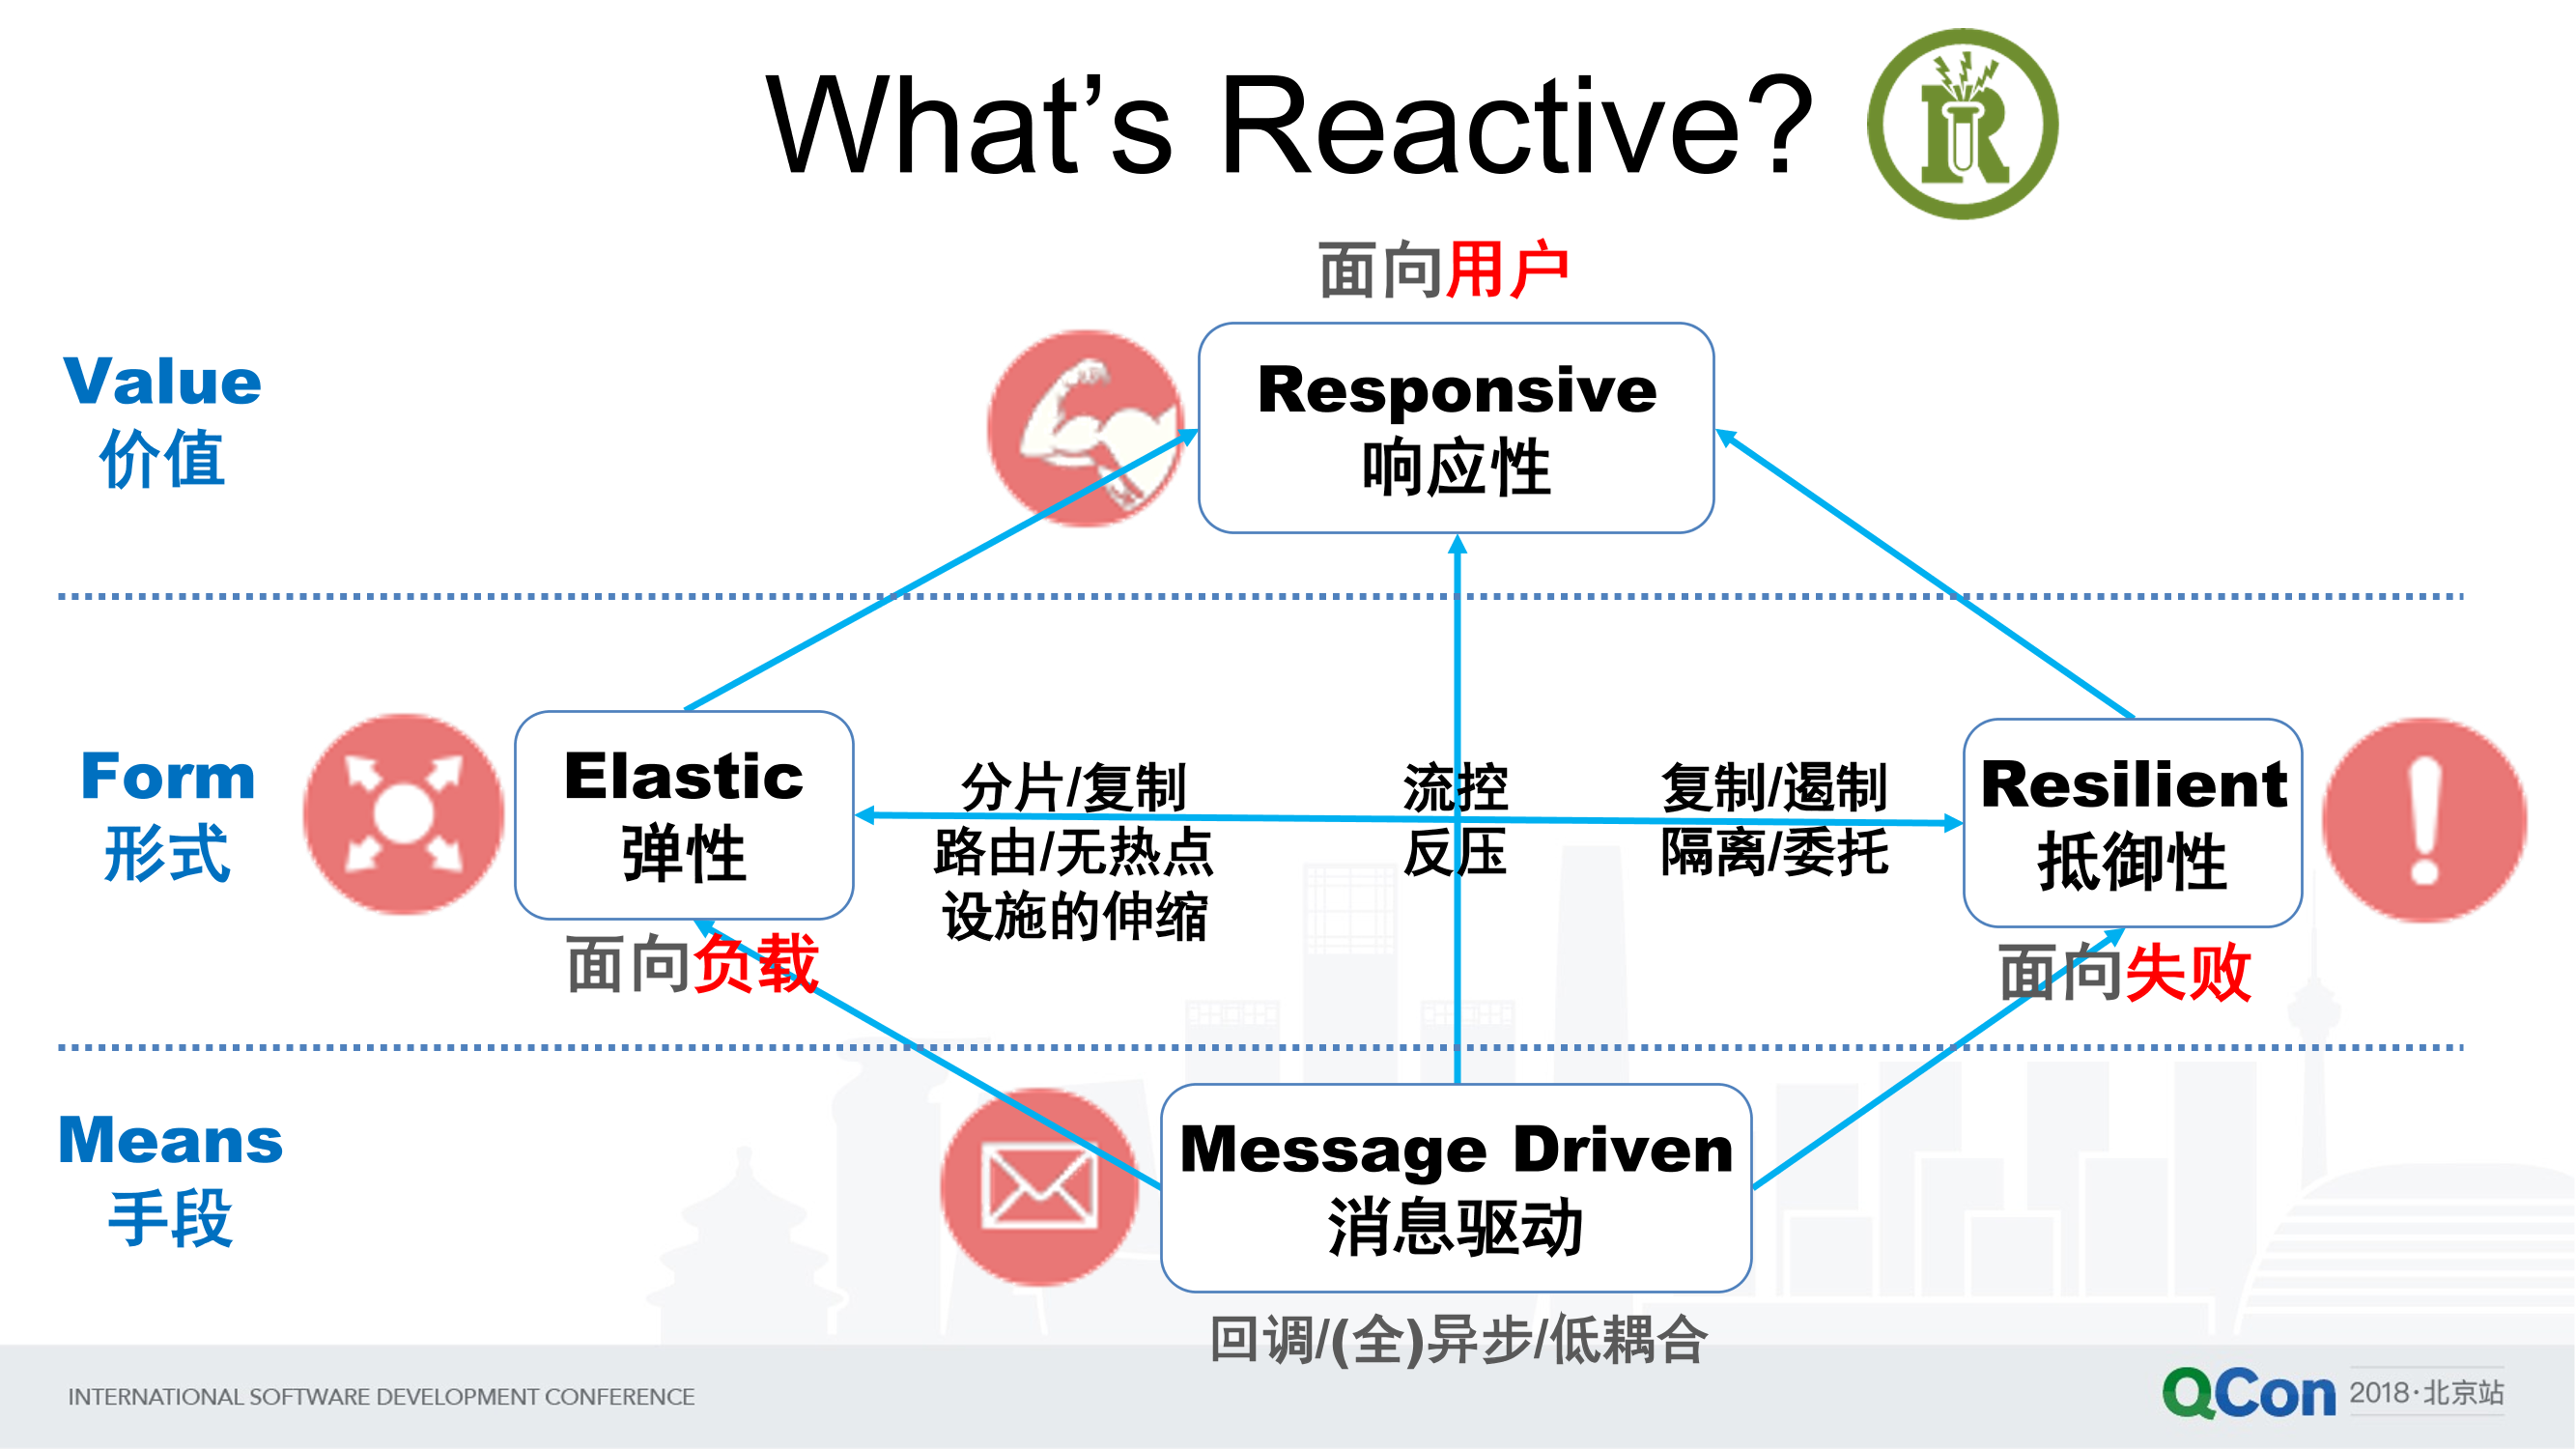 What’s Reactive?
面向用户
Value
价值
Responsive
响应性
Form
形式
Elastic
弹性
面向负载
分片/复制
路由/无热点
设施的伸缩
流控
反压
复制/遏制
隔离/委托
Resilient
抵御性
面向失败
Means
手段
Message Driven
消息驱动
回调/(全)异步/低耦合
INTERNATIONAL SOFTWARE DEVELOPMENT CONFERENCE
QCon 2018·北京站